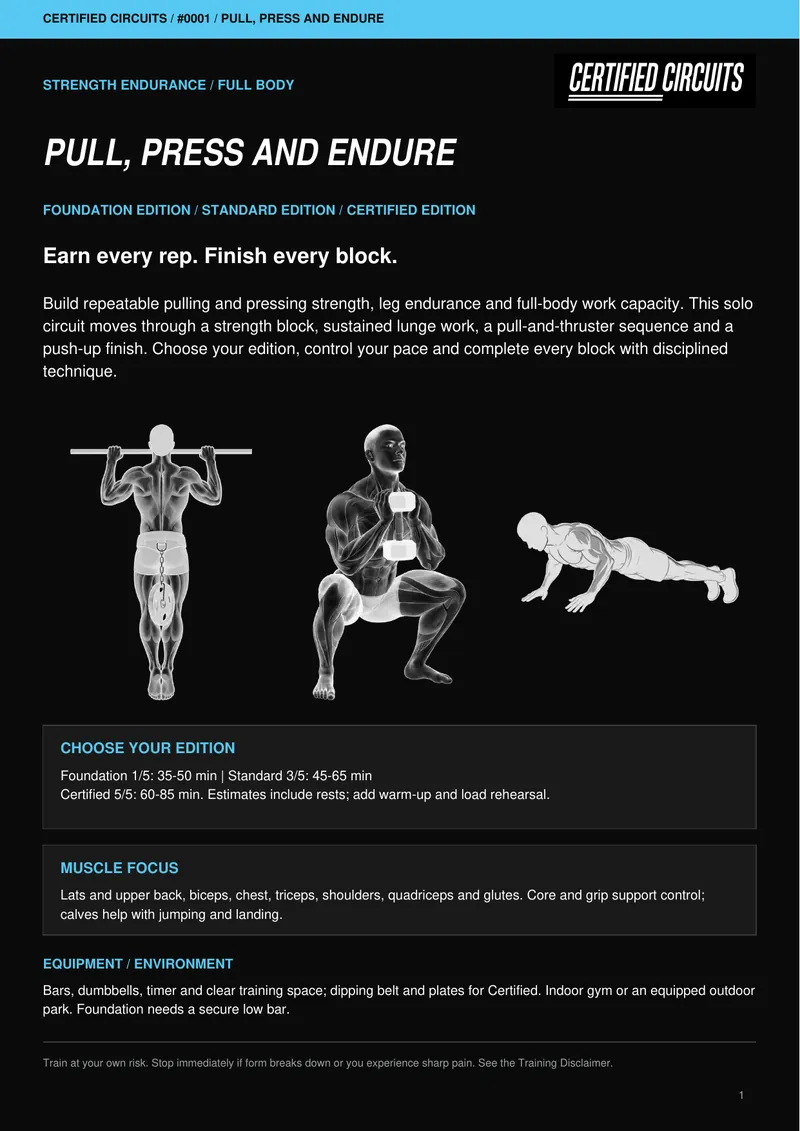 CERTIFIED CIRCUITS / #0001 / PULL, PRESS AND ENDURE
STRENGTH ENDURANCE / FULL BODY
CERTIFIED CIRCUITS
PULL, PRESS AND ENDURE
FOUNDATION EDITION / STANDARD EDITION / CERTIFIED EDITION
Earn every rep. Finish every block.
Build repeatable pulling and pressing strength, leg endurance and full-body work capacity. This solo
circuit moves through a strength block, sustained lunge work, a pull-and-thruster sequence and a
push-up finish. Choose your edition, control your pace and complete every block with disciplined
technique.
CHOOSE YOUR EDITION
Foundation 1/5: 35-50 min | Standard 3/5: 45-65 min
Certified 5/5: 60-85 min. Estimates include rests; add warm-up and load rehearsal.
MUSCLE FOCUS
Lats and upper back, biceps, chest, triceps, shoulders, quadriceps and glutes. Core and grip support control;
calves help with jumping and landing.
EQUIPMENT / ENVIRONMENT
Bars, dumbbells, timer and clear training space; dipping belt and plates for Certified. Indoor gym or an equipped outdoor
park. Foundation needs a secure low bar.
Train at your own risk. Stop immediately if form breaks down or you experience sharp pain. See the Training Disclaimer.
1